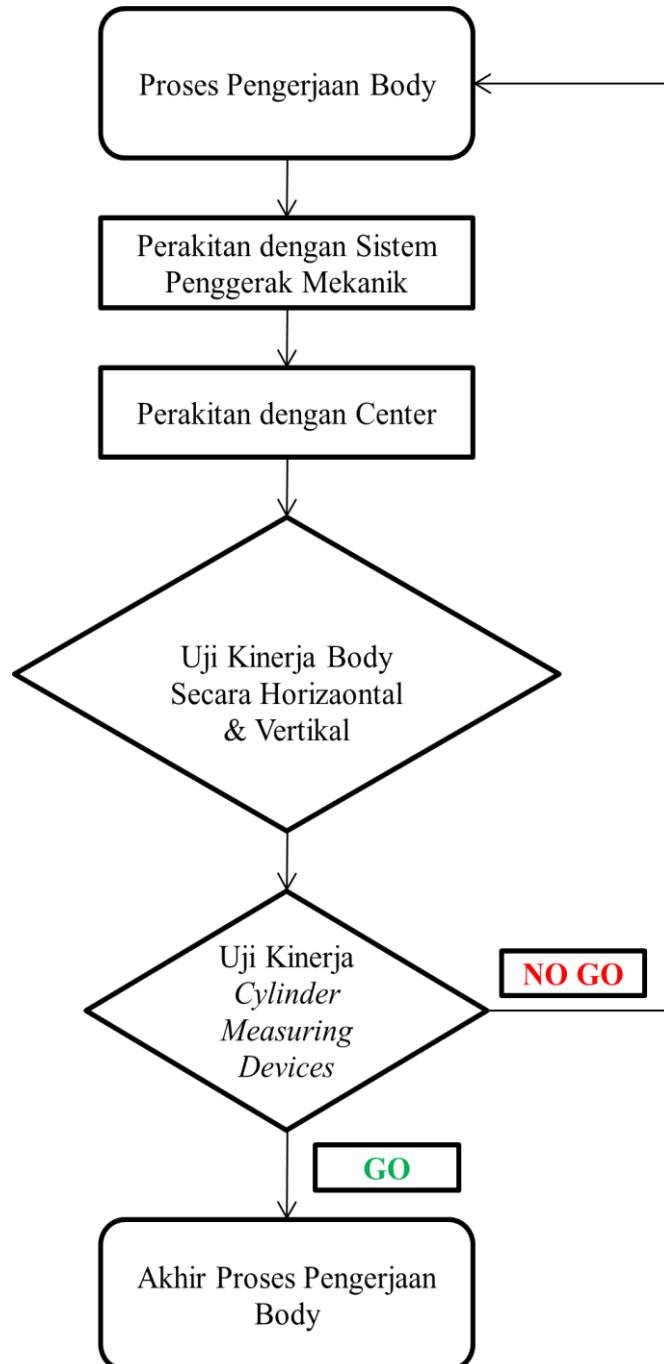 Proses Pengerjaan Body
Perakitan dengan Sistem
Penggerak Mekanik
Perakitan dengan Center
Uji Kinerja Body
Secara Horizaontal
& Vertikal
Uji Kinerja
Cylinder
Measuring
Devices
NO GO
GO
Akhir Proses Pengerjaan
Body